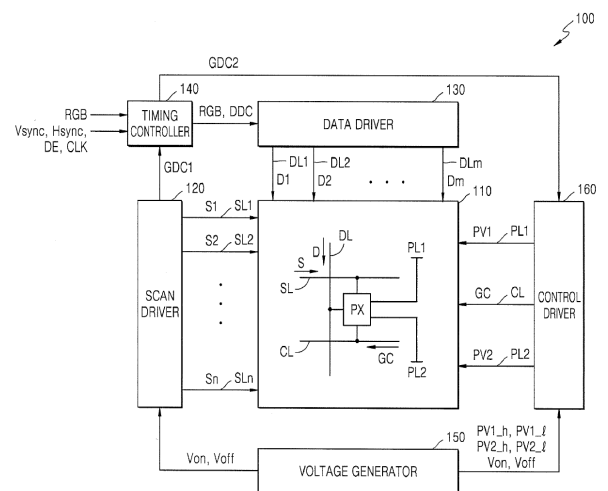 100
GDC2
140
130
RGB
Vsync, Hsync,
DE, CLK
TIMING
CONTROLLER
RGB, DDC
DATA DRIVER
GDC1
DL1
DL2
DLm
D1
D2
. . .
Dm
120
110
160
S1
SL1
S2
SL2
Sn
SLn
SCAN
DRIVER
DL
D
S
SL
PX
CL
GC
PL1
PL2
PV1
PL1
GC
CL
PV2
PL2
CONTROL
DRIVER
150
Von, Voff
VOLTAGE GENERATOR
PV1_h, PV1_ℓ
PV2_h, PV2_ℓ
Von, Voff